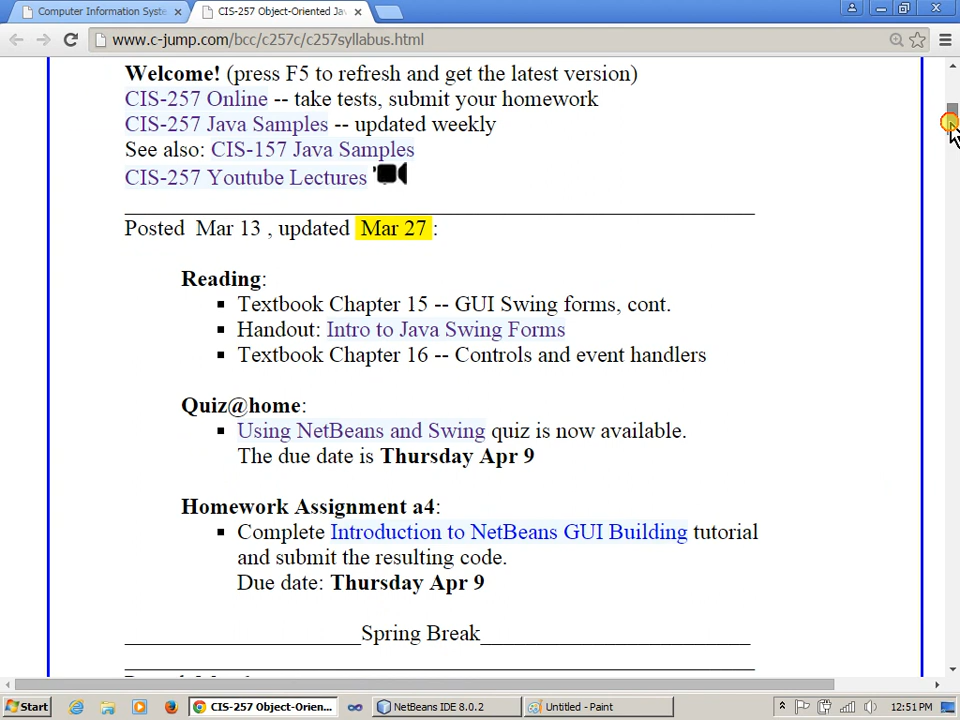 Computer Information Syste
CIS-257 Object-Oriented Jav
www.c-jump.com/bcc/c257c/c257syllabus.html
Welcome! (press F5 to refresh and get the latest version)
CIS-257 Online -- take tests, submit your homework
CIS-257 Java Samples -- updated weekly
See also: CIS-157 Java Samples
CIS-257 Youtube Lectures
Posted Mar 13 , updated Mar 27 :
Reading:
Textbook Chapter 15 -- GUI Swing forms, cont.
Handout: Intro to Java Swing Forms
Textbook Chapter 16 -- Controls and event handlers
Quiz@home:
Using NetBeans and Swing quiz is now available.
The due date is Thursday Apr 9
Homework Assignment a4:
Complete Introduction to NetBeans GUI Building tutorial
and submit the resulting code.
Due date: Thursday Apr 9
Spring Break
Start
CIS-257 Object-Orien...
NetBeans IDE 8.0.2
Untitled - Paint
12:51 PM